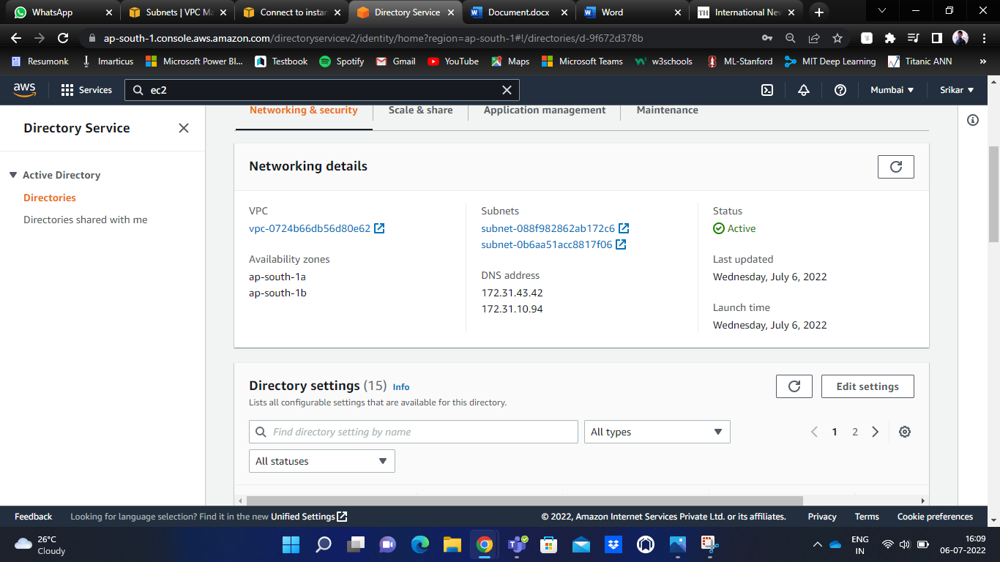 WhatsApp
Subnets | VPC Ma
Connect to instan
Directory Service
Document.docx
Word
TH International New
ap-south-1.console.aws.amazon.com/directoryservicev2/identity/home?region=ap-south-1#!/directories/d-9f672d378b
Resumonk
Imarticus
Microsoft Power BI...
Testbook
Spotify
Gmail
YouTube
Maps
Microsoft Teams
w3schools
ML-Stanford
MIT Deep Learning
Titanic ANN
»
aws
Services
ec2
Mumbai
Srikar
Directory Service
Active Directory
Directories
Directories shared with me
Networking & security
Scale & share
Application management
Maintenance
Networking details
VPC
vpc-0724b66db56d80e62
Availability zones
ap-south-1a
ap-south-1b
Subnets
subnet-088f982862ab172c6
subnet-0b6aa51acc8817f06
DNS address
172.31.43.42
172.31.10.94
Status
Active
Last updated
Wednesday, July 6, 2022
Launch time
Wednesday, July 6, 2022
Directory settings (15) Info
Lists all configurable settings that are available for this directory.
Edit settings
Find directory setting by name
All types
1 2
All statuses
Feedback
Looking for language selection? Find it in the new Unified Settings
© 2022, Amazon Internet Services Private Ltd. or its affiliates.
Privacy
Terms
Cookie preferences
26°C
Cloudy
ENG
IN
16:09
06-07-2022